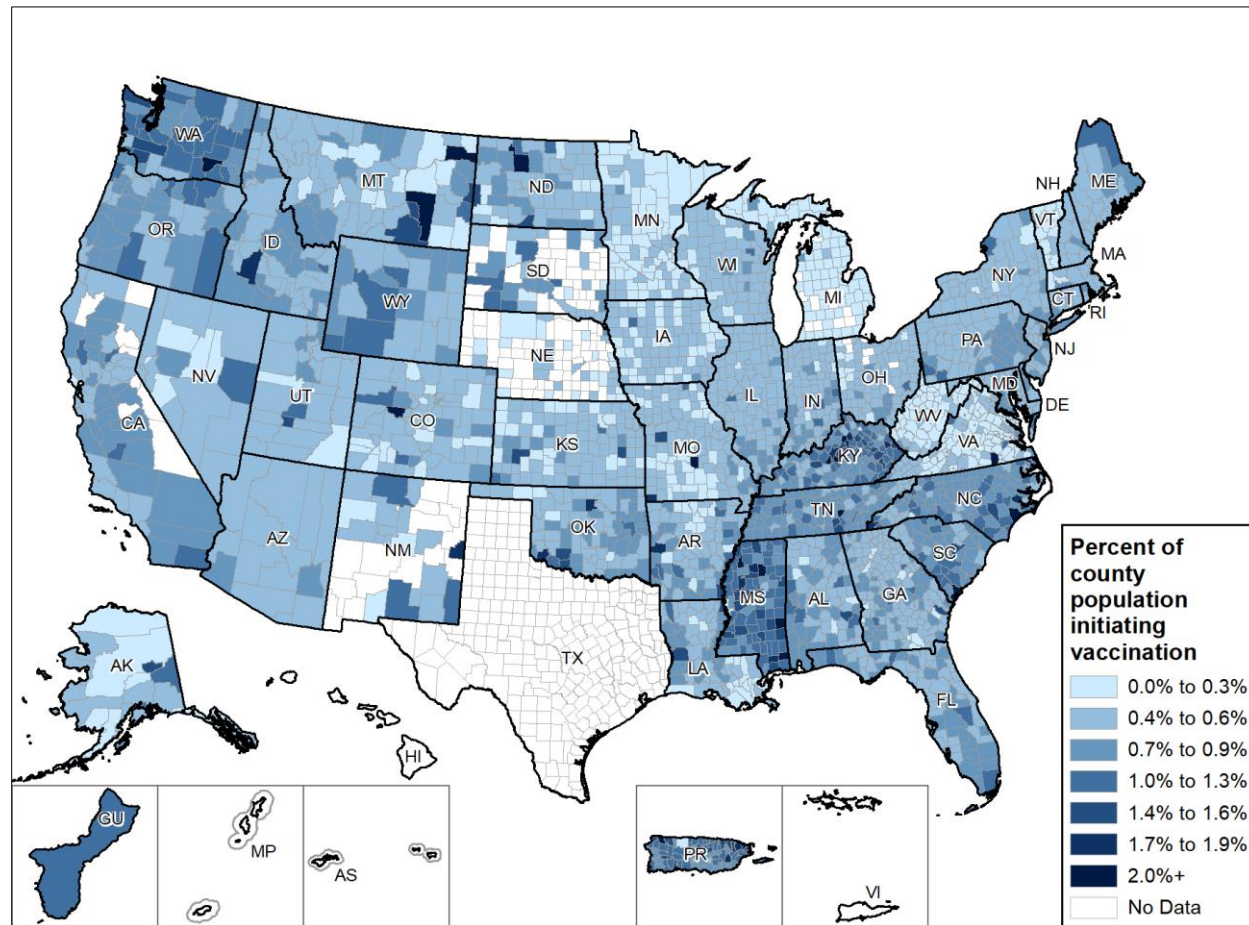 WA
MT
ND
MN
OR
ID
SD
WI
WY
MI
NH
VT
ME
NY
MA
CT
RI
IA
NE
PA
NJ
NV
UT
CO
IL
IN
OH
MD
DE
CA
KS
MO
WV
VA
KY
AZ
NM
OK
AR
TN
NC
SC
MS
AL
GA
TX
LA
FL
AK
HI
GU
MP
AS
PR
VI
Percent of
county
population
initiating
vaccination
0.0% to 0.3%
0.4% to 0.6%
0.7% to 0.9%
1.0% to 1.3%
1.4% to 1.6%
1.7% to 1.9%
2.0%+
No Data